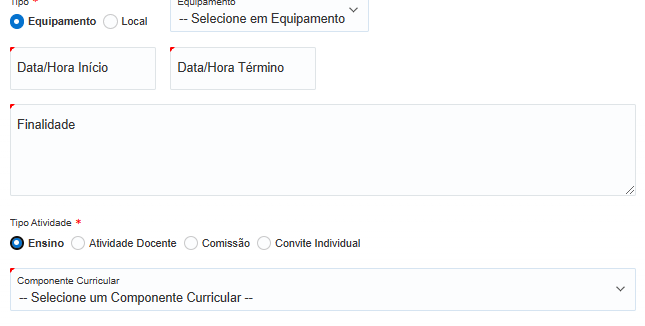 Tipo *
Equipamento
Equipamento Local
-- Selecione em Equipamento
Data/Hora Início
Data/Hora Término
Finalidade
Tipo Atividade *
Ensino Atividade Docente Comissão Convite Individual
Componente Curricular
-- Selecione um Componente Curricular --